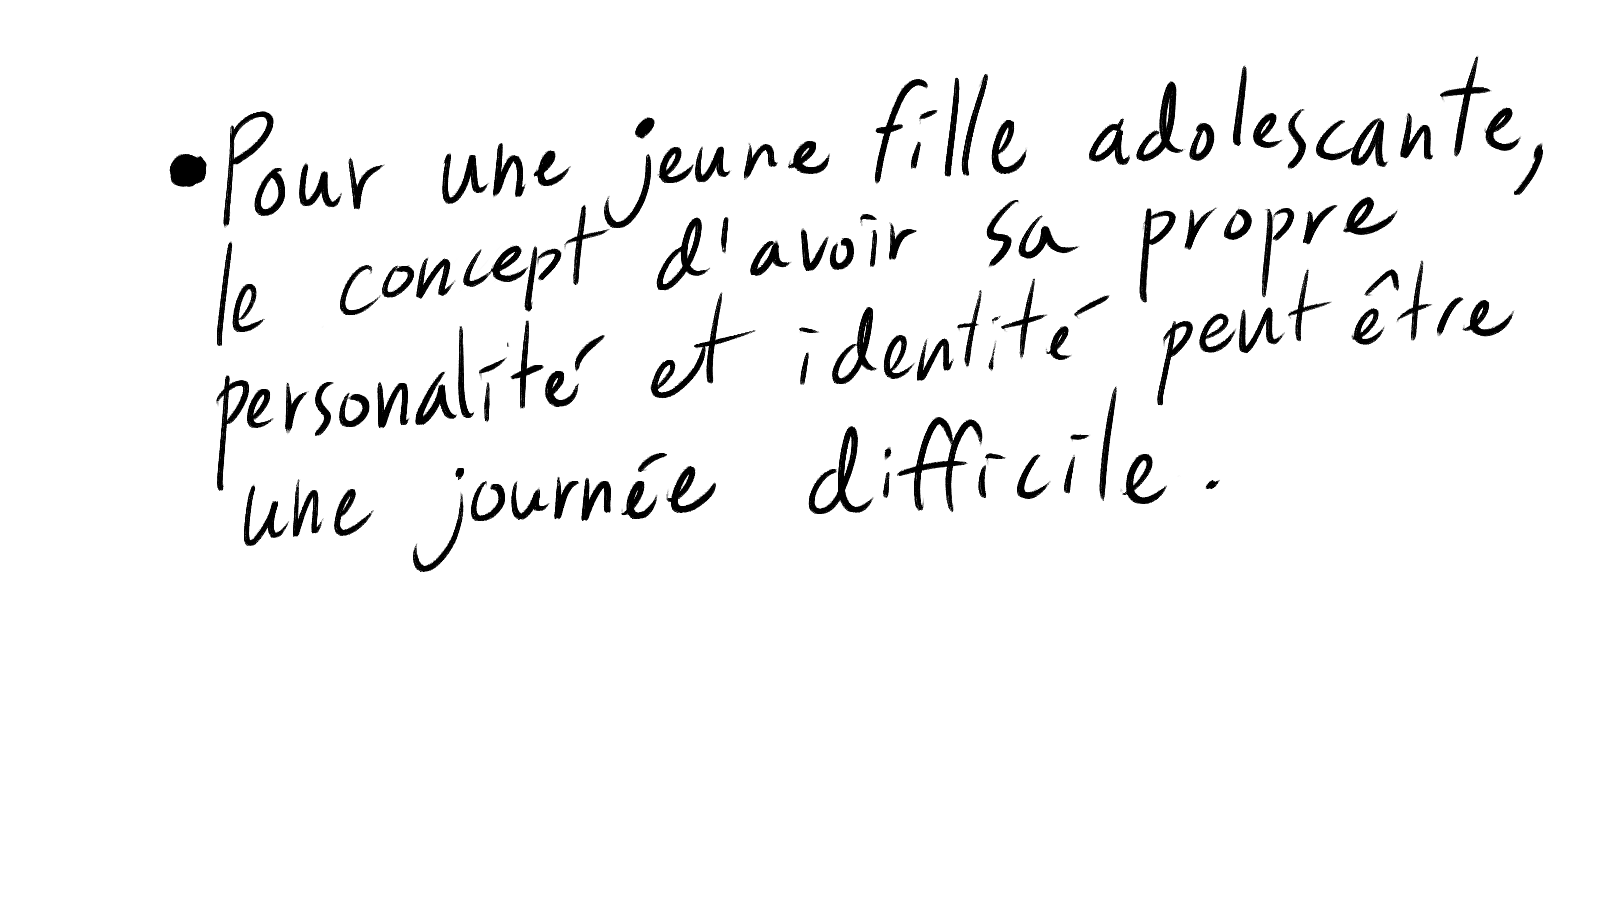 •Pour une jeune fille adolescante,
le concept d'avoir sa propre
personalité et identité peut être
une journée difficile.